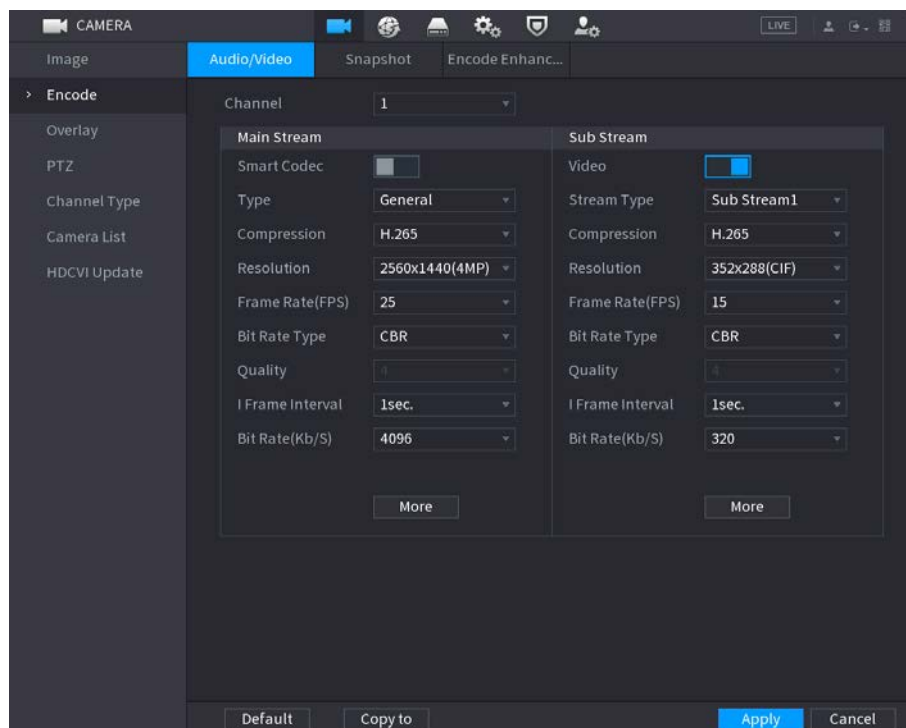 CAMERA LIVE
Image
Encode
Overlay
PTZ
Channel Type
Camera List
HDCVI Update
Audio/Video Snapshot Encode Enhanc...
Channel 1
Main Stream
Smart Codec
Type General
Compression H.265
Resolution 2560x1440(4MP)
Frame Rate(FPS) 25
Bit Rate Type CBR
Quality 4
I Frame Interval 1sec.
Bit Rate(Kb/S) 4096
More
Sub Stream
Video
Stream Type Sub Stream1
Compression H.265
Resolution 352x288(CIF)
Frame Rate(FPS) 15
Bit Rate Type CBR
Quality 4
I Frame Interval 1sec.
Bit Rate(Kb/S) 320
More
Default Copy to Apply Cancel